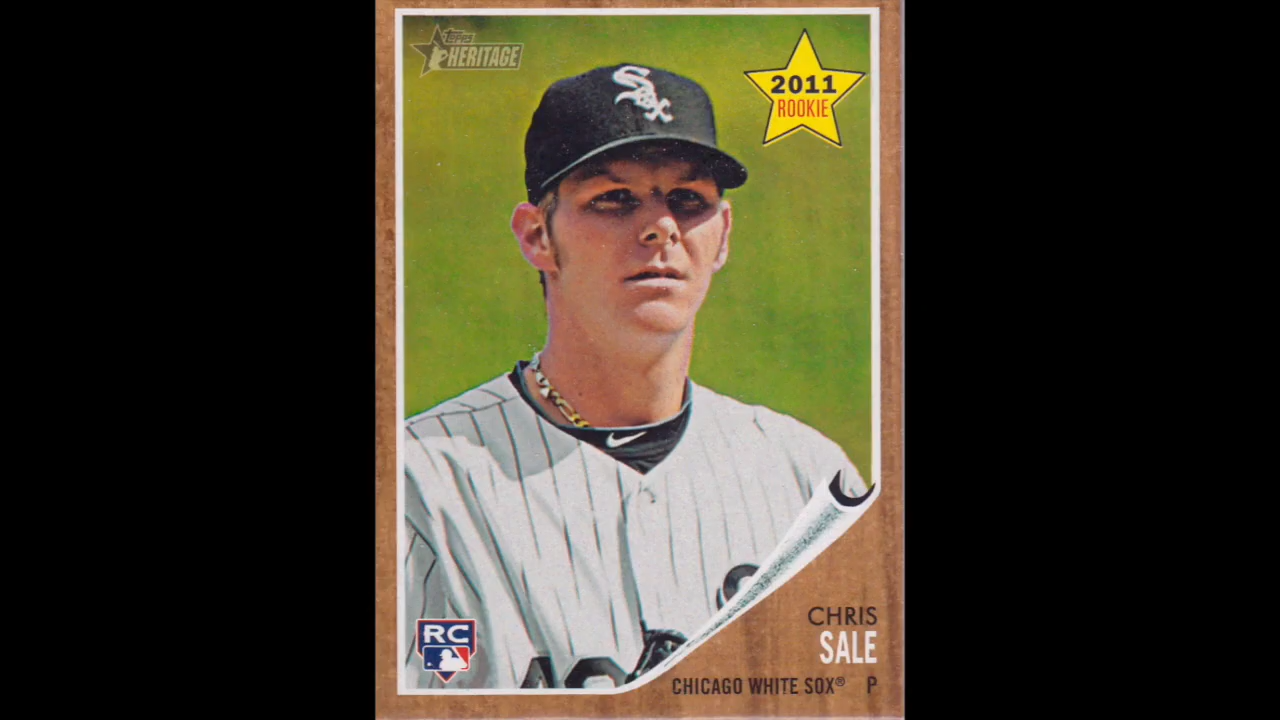 Topps
HERITAGE
2011
ROOKIE
Sox
RC
CHRIS
SALE
CHICAGO WHITE SOX® P